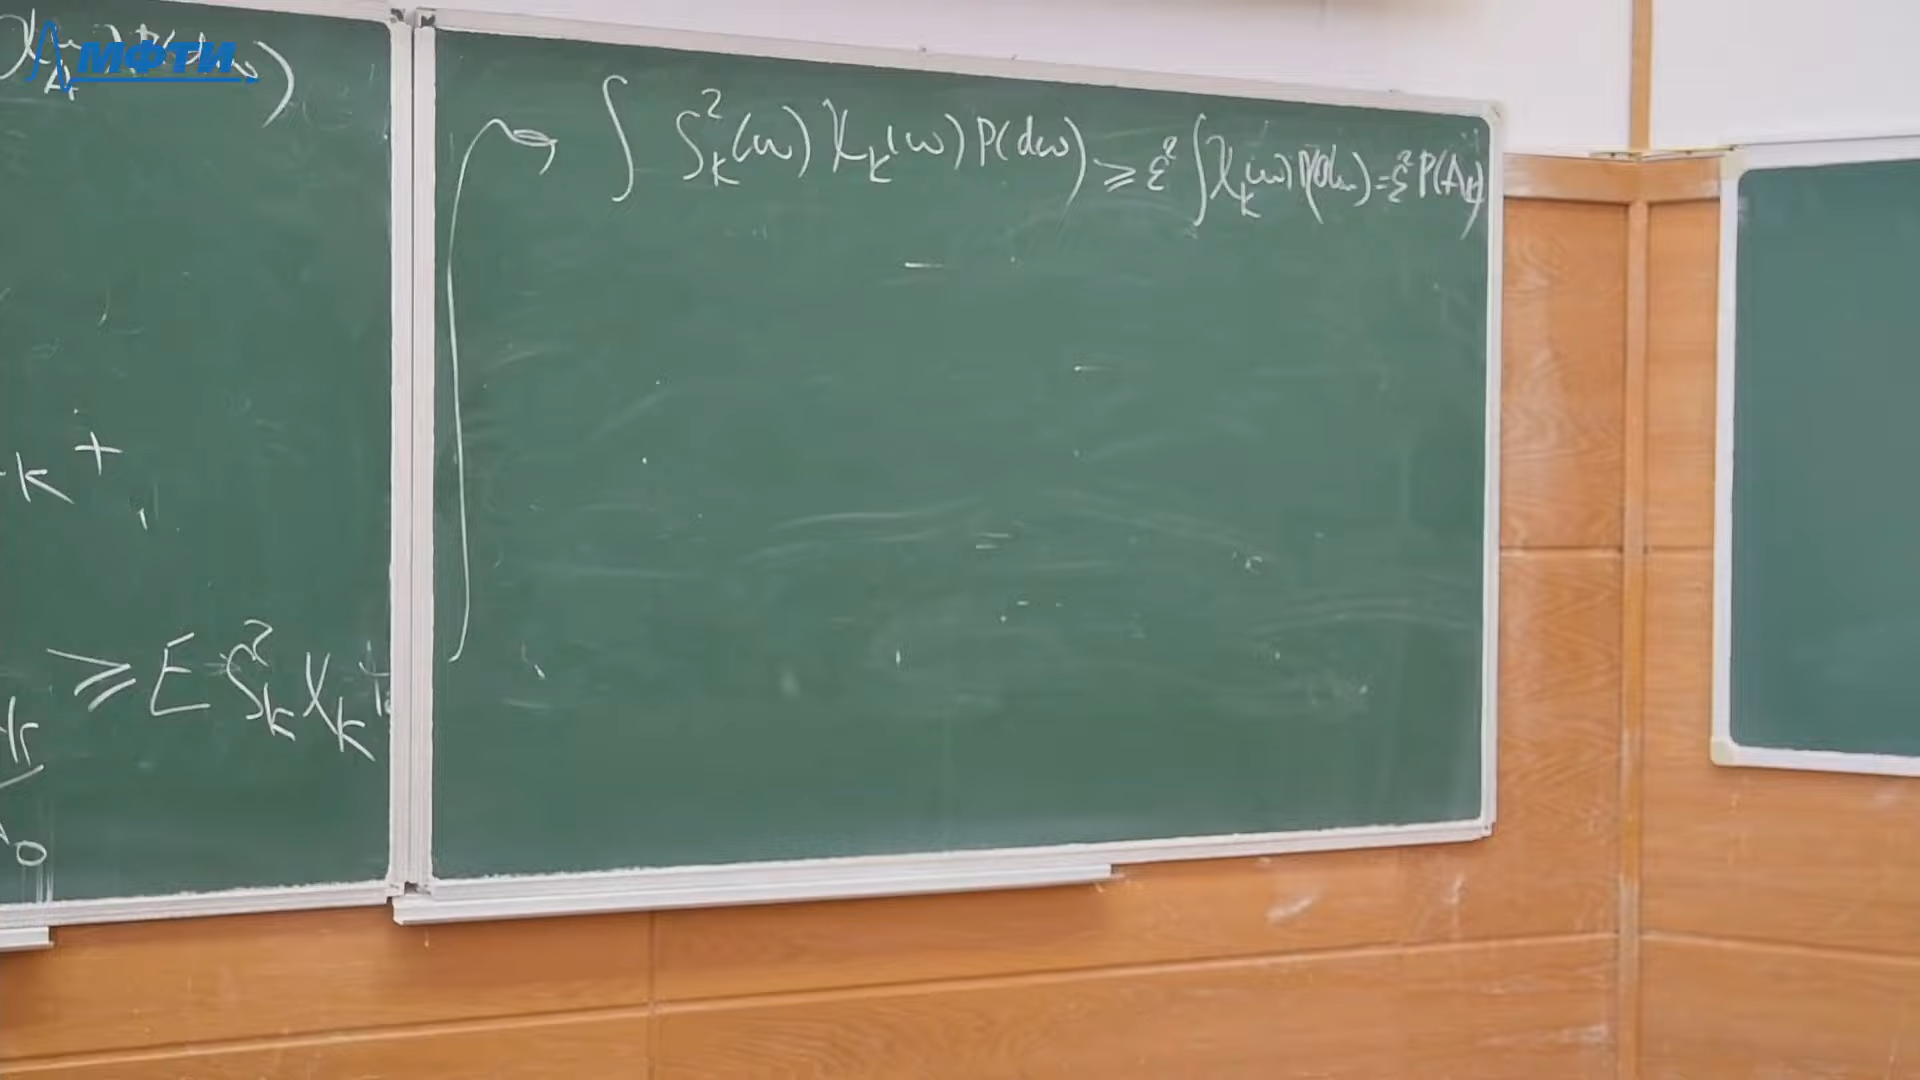 МФТИ
∫ S_k^2(ω) χ_k(ω) P(dω) ≥ ε^2 ∫ χ_k(ω) P(dω) = ε^2 P(A_k)
k +
≥ E S_k^2 χ_k +